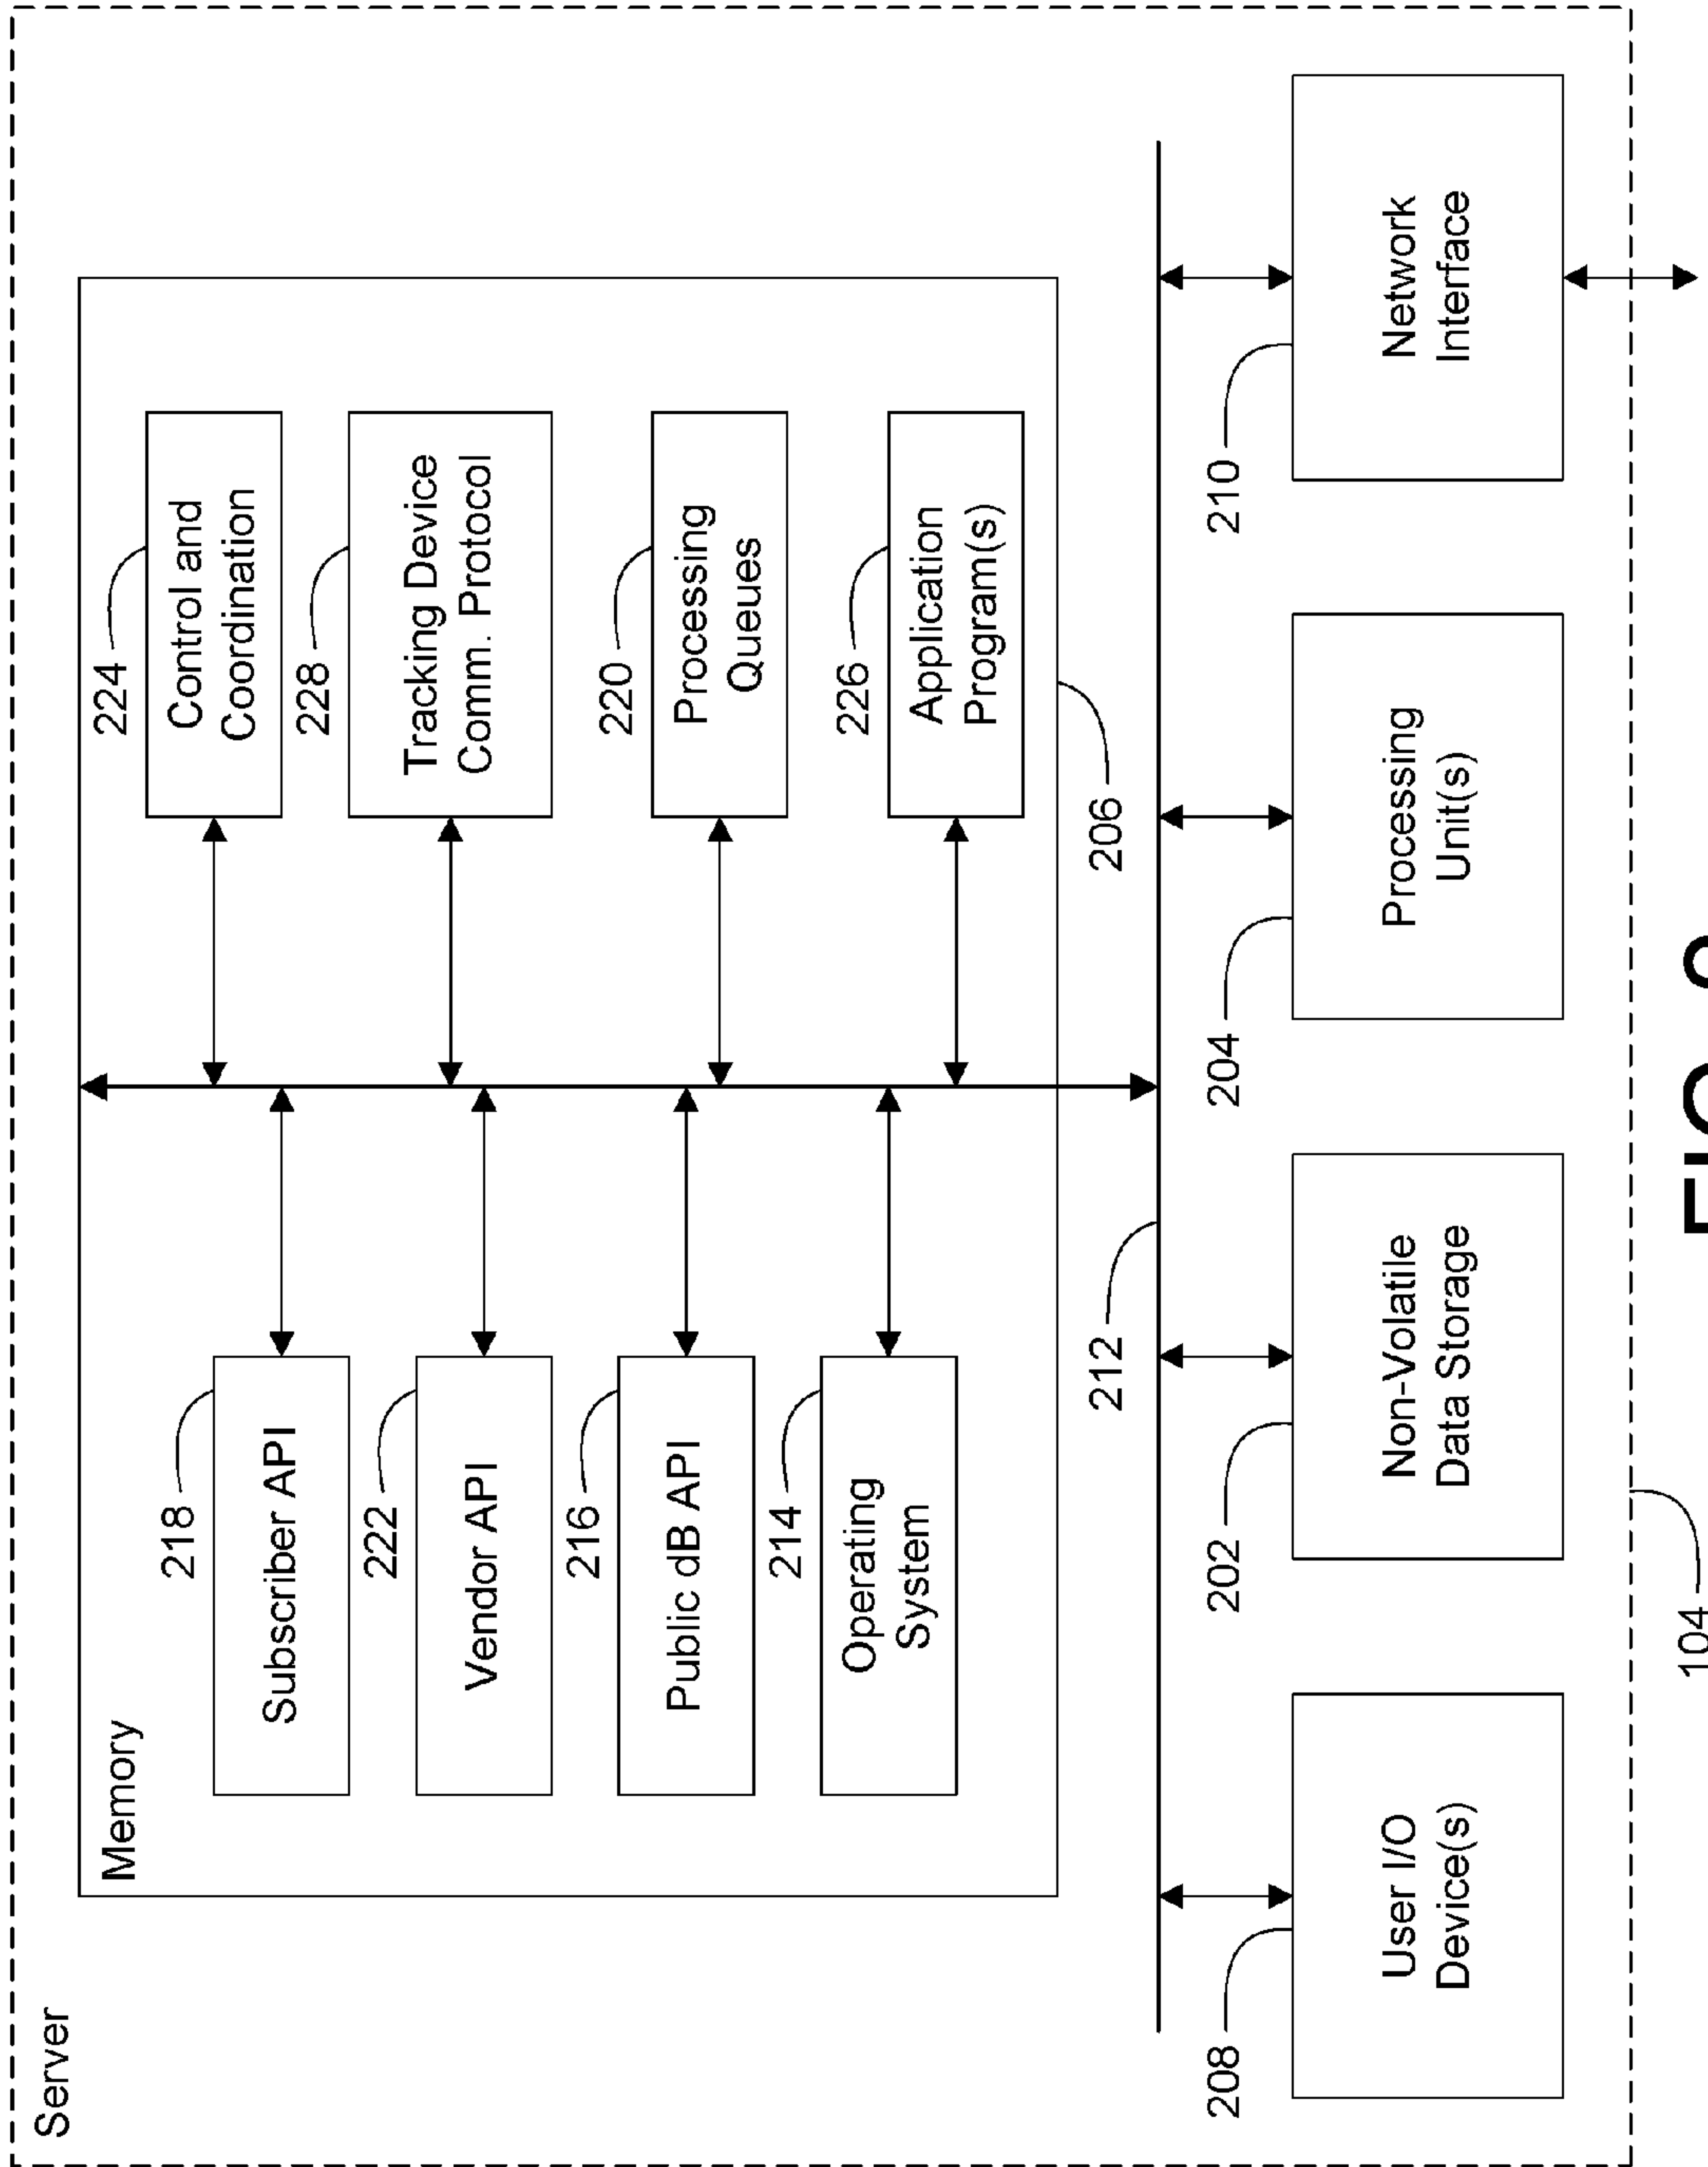 Server
Memory
218
Subscriber API
222
Vendor API
216
Public dB API
214
Operating
System
224
Control and
Coordination
228
Tracking Device
Comm. Protocol
220
Processing
Queues
226
Application
Program(s)
206
212
208
User I/O
Device(s)
202
Non-Volatile
Data Storage
204
Processing
Unit(s)
210
Network
Interface
104